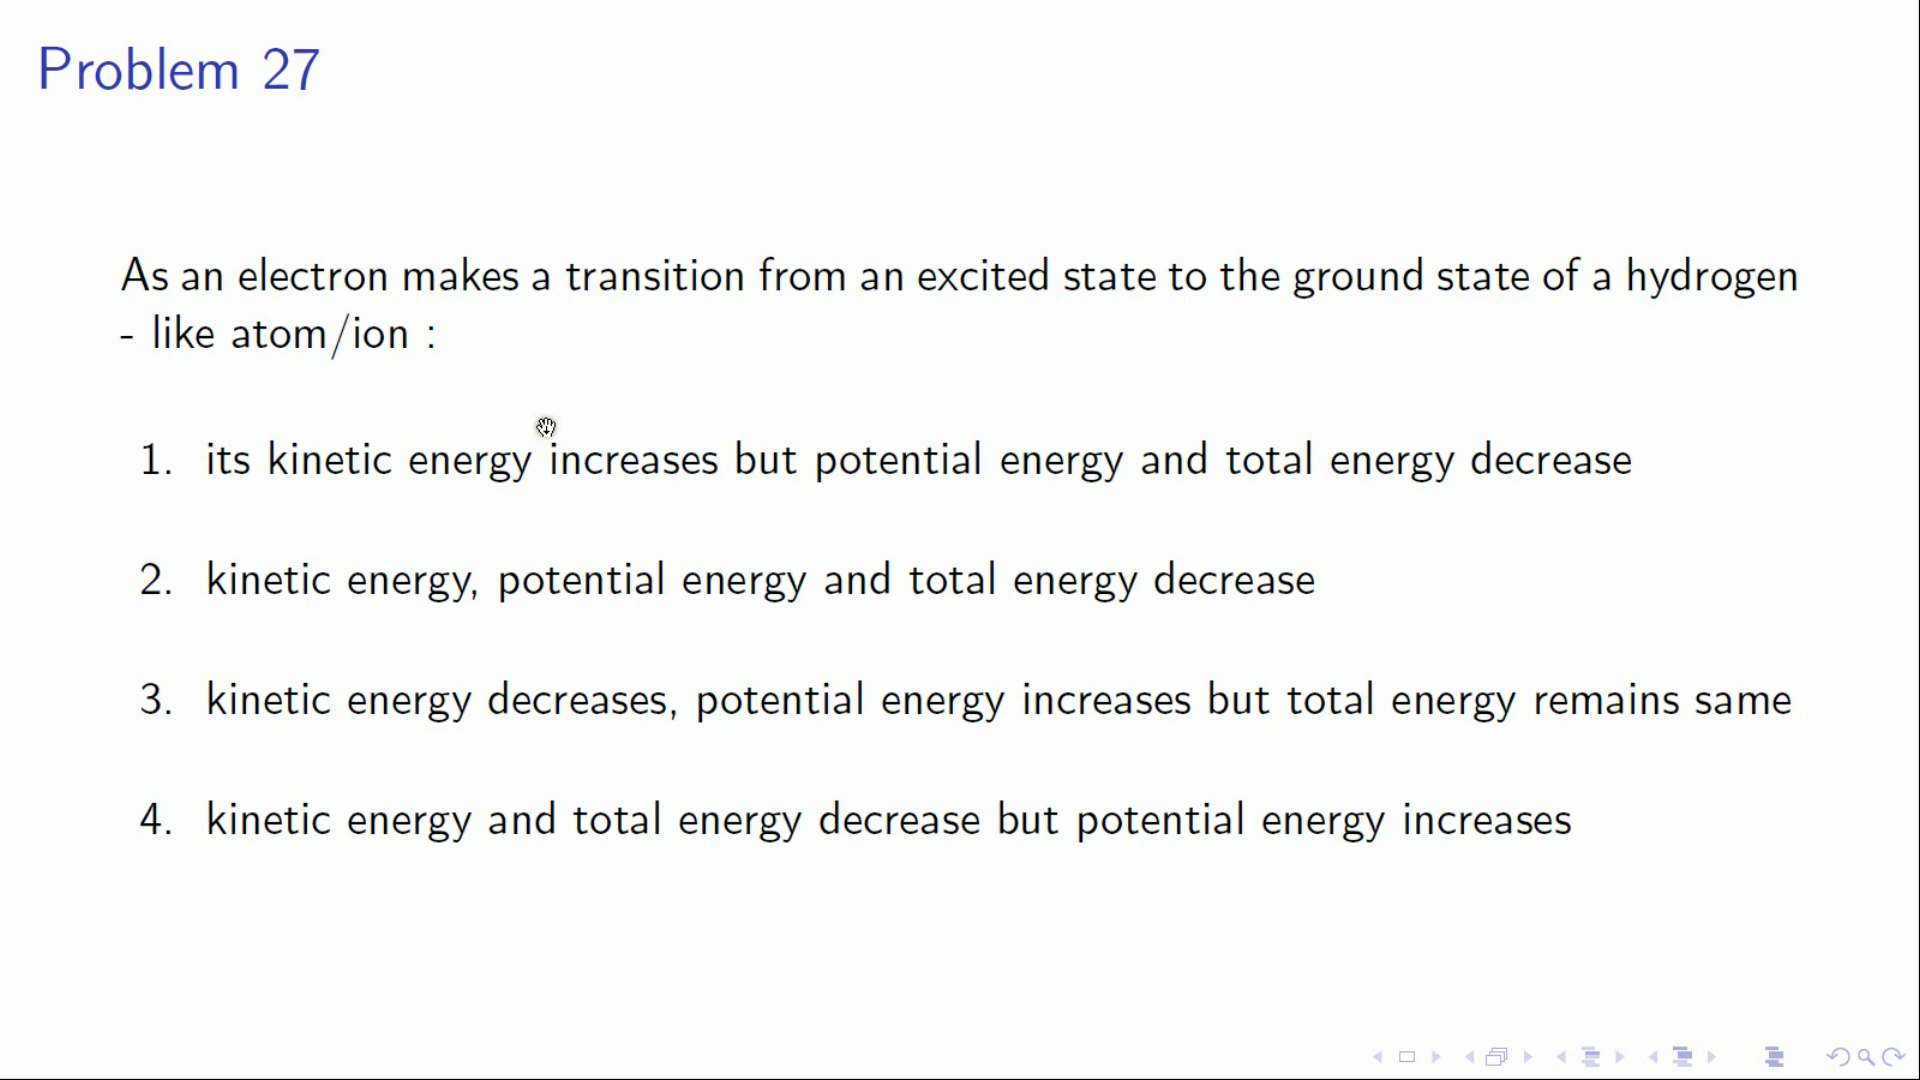 Problem 27
As an electron makes a transition from an excited state to the ground state of a hydrogen
- like atom/ion :
1. its kinetic energy increases but potential energy and total energy decrease
2. kinetic energy, potential energy and total energy decrease
3. kinetic energy decreases, potential energy increases but total energy remains same
4. kinetic energy and total energy decrease but potential energy increases